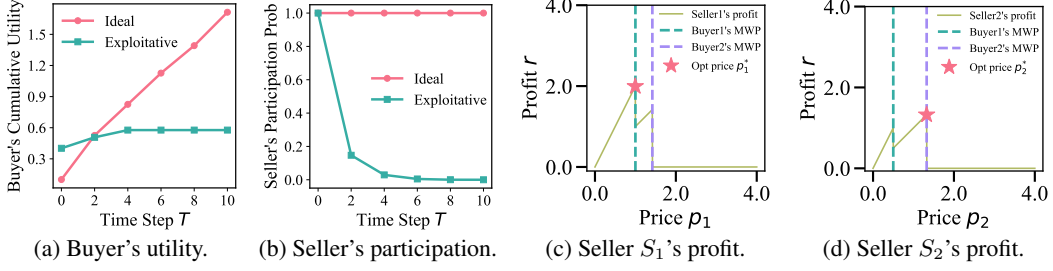 Buyer's Cumulative Utility
1.5
1.2
0.9
0.6
0.3
Ideal
Exploitative
0 2 4 6 8 10
Time Step T
(a) Buyer's utility.
Seller's Participation Prob
1.0
0.8
0.6
0.4
0.2
0.0
Ideal
Exploitative
0 2 4 6 8 10
Time Step T
(b) Seller's participation.
Profit r
4.0
2.0
0.0
Seller1's profit
Buyer1's MWP
Buyer2's MWP
Opt price p₁*
0.0 2.0 4.0
Price p₁
(c) Seller S₁'s profit.
Profit r
4.0
2.0
0.0
Seller2's profit
Buyer1's MWP
Buyer2's MWP
Opt price p₂*
0.0 2.0 4.0
Price p₂
(d) Seller S₂'s profit.